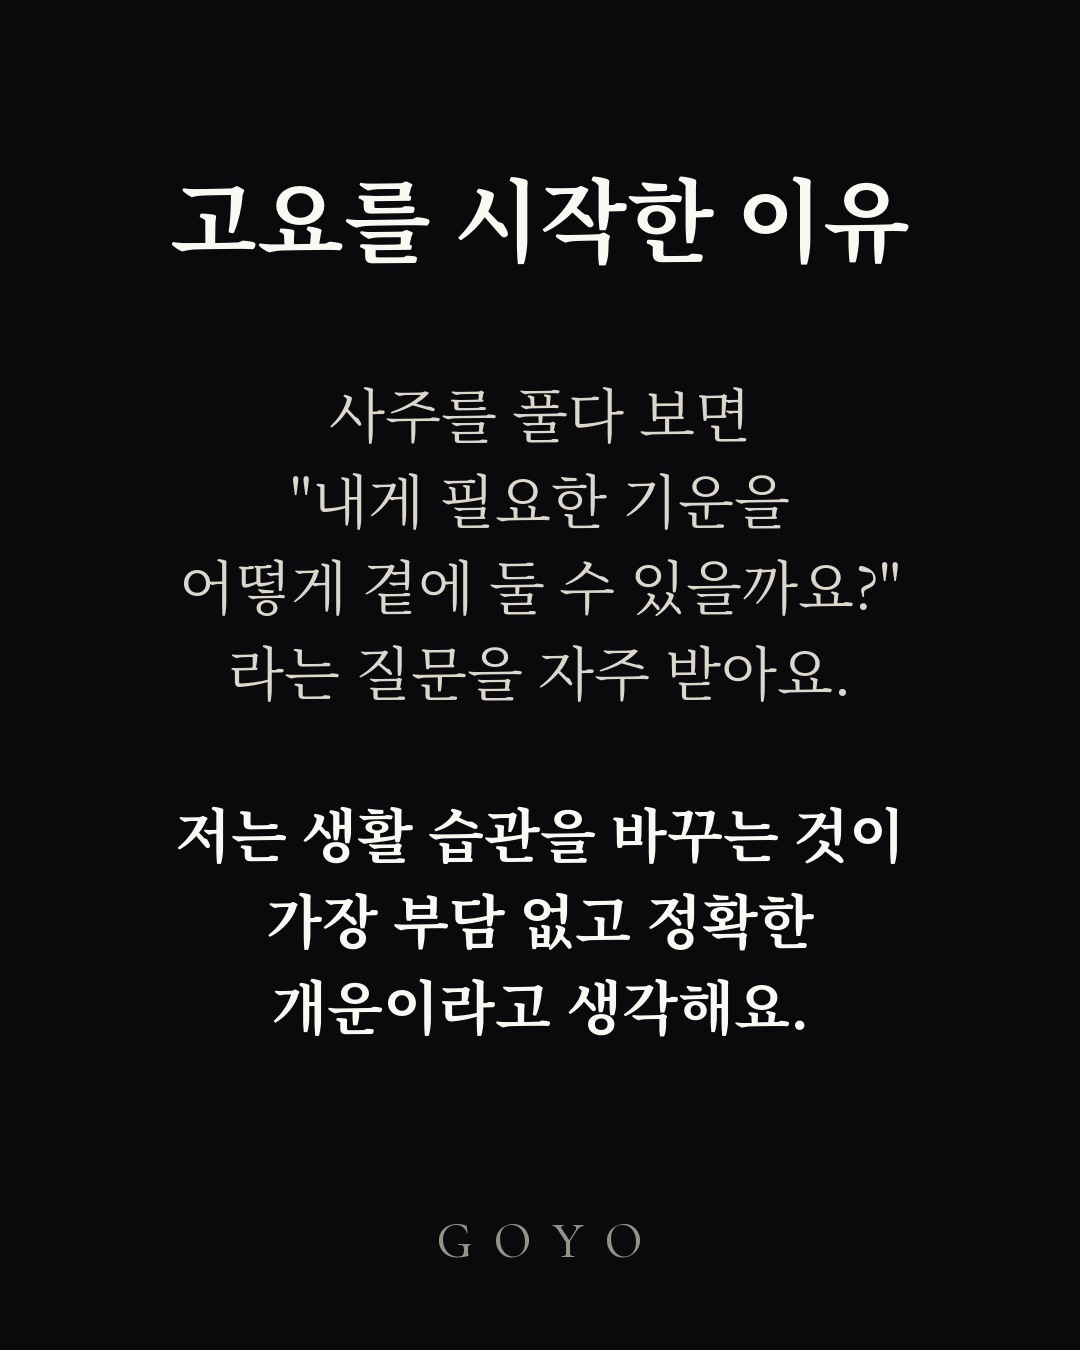 고요를 시작한 이유
사주를 풀다 보면
"내게 필요한 기운을
어떻게 곁에 둘 수 있을까요?"
라는 질문을 자주 받아요.
저는 생활 습관을 바꾸는 것이
가장 부담 없고 정확한
개운이라고 생각해요.
GOYO